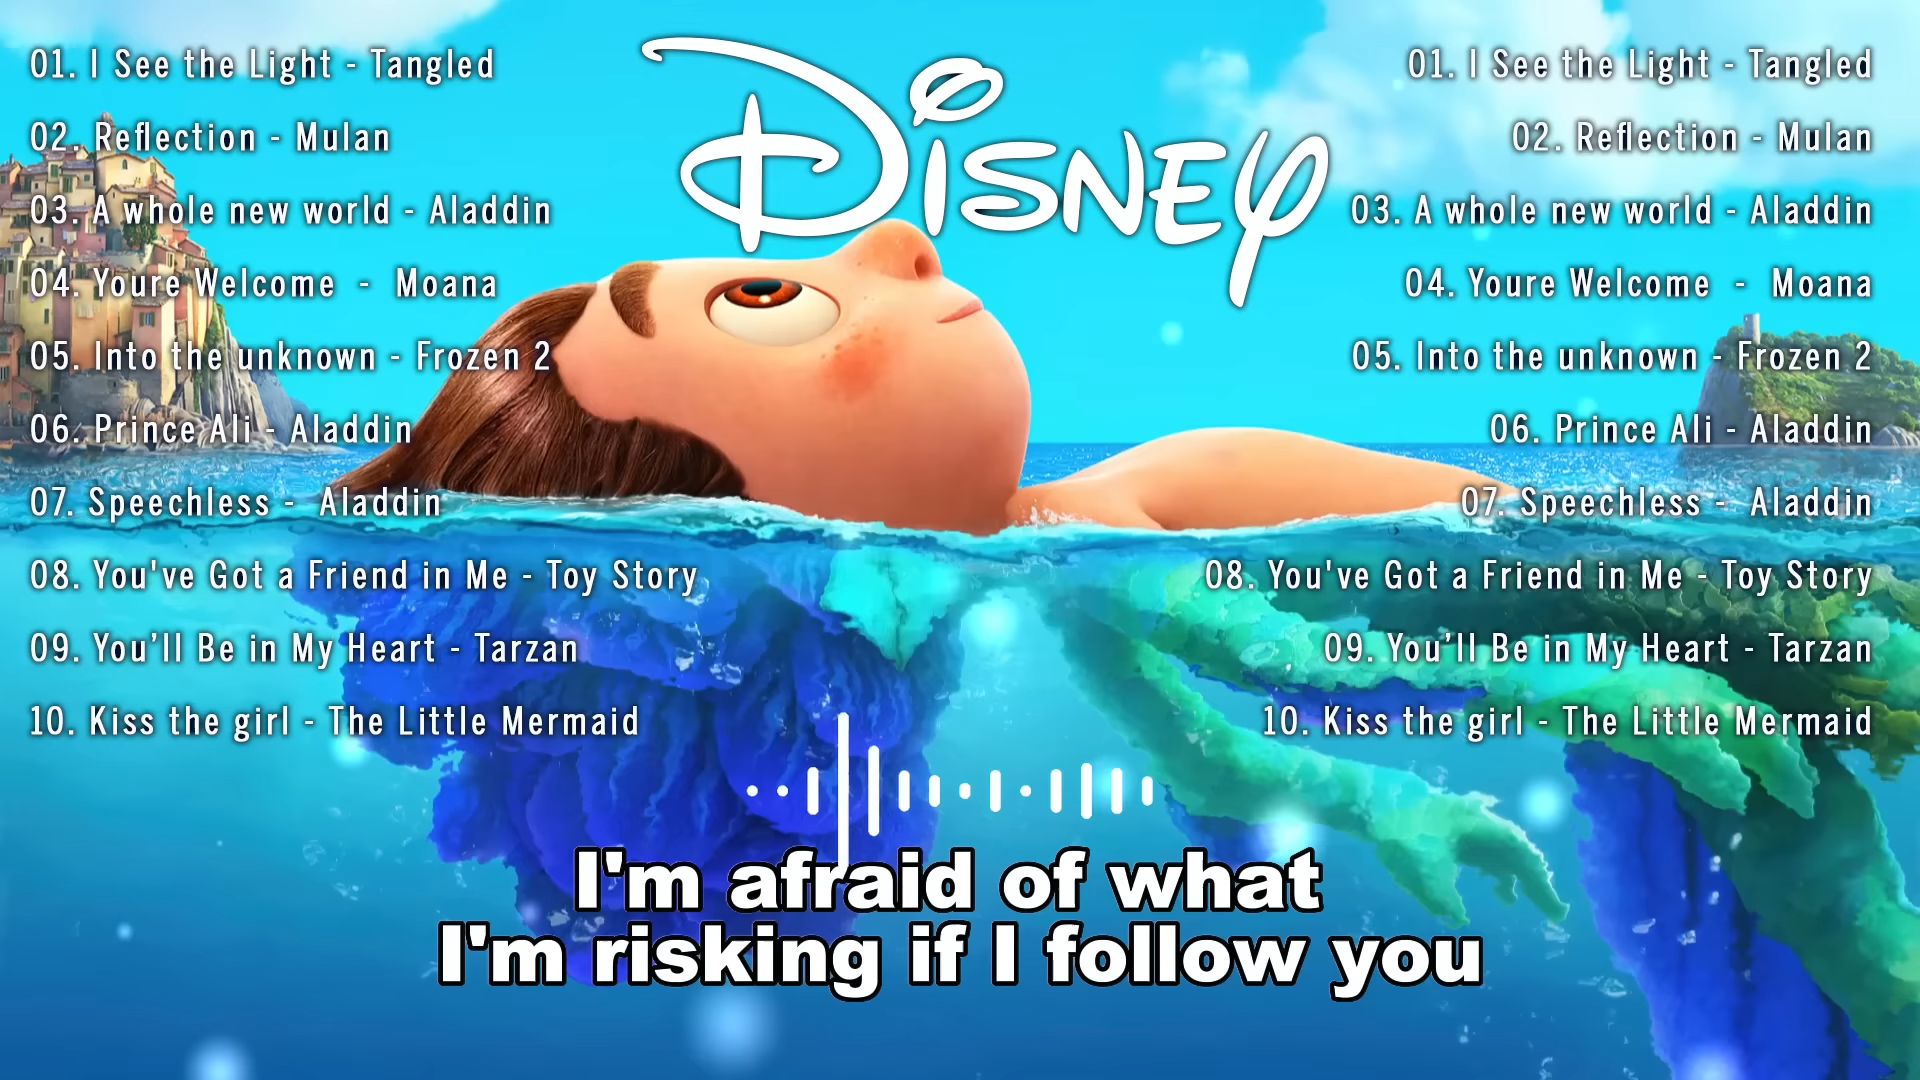 DISNEY
01. I See the Light - Tangled
02. Reflection - Mulan
03. A whole new world - Aladdin
04. Youre Welcome - Moana
05. Into the unknown - Frozen 2
06. Prince Ali - Aladdin
07. Speechless - Aladdin
08. You've Got a Friend in Me - Toy Story
09. You’ll Be in My Heart - Tarzan
10. Kiss the girl - The Little Mermaid
01. I See the Light - Tangled
02. Reflection - Mulan
03. A whole new world - Aladdin
04. Youre Welcome - Moana
05. Into the unknown - Frozen 2
06. Prince Ali - Aladdin
07. Speechless - Aladdin
08. You've Got a Friend in Me - Toy Story
09. You’ll Be in My Heart - Tarzan
10. Kiss the girl - The Little Mermaid
I'm afraid of what
I'm risking if I follow you